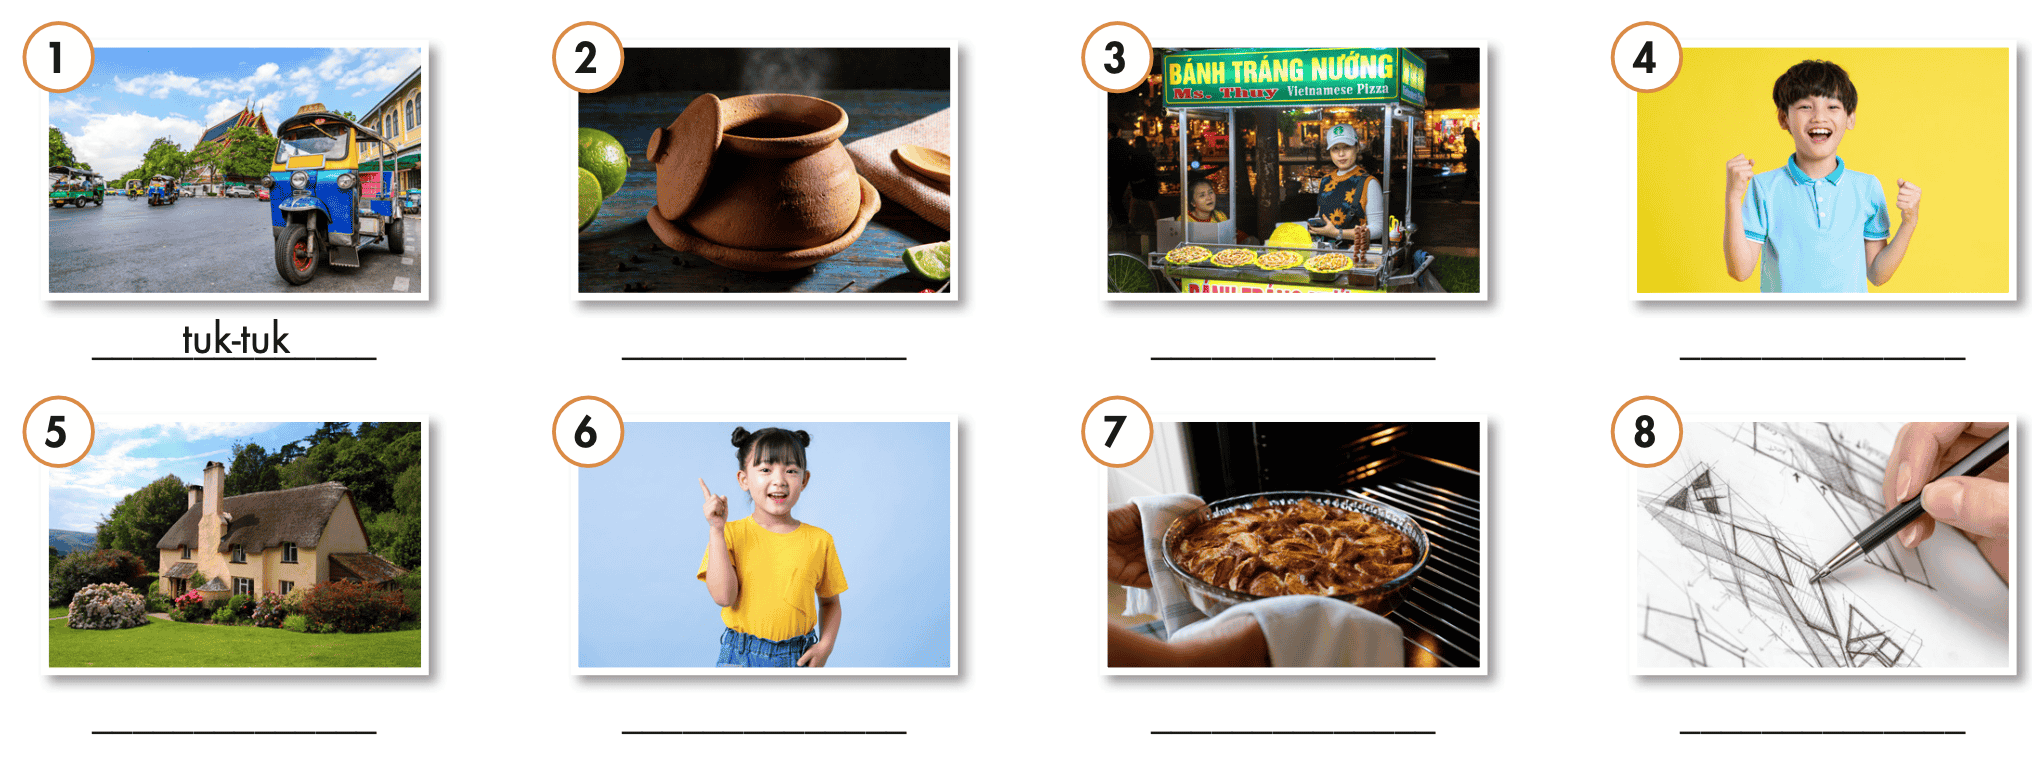 1
2
3
4
BÁNH TRÁNG NƯỚNG
Ms. Thuy Vietnamese Pizza
tuk-tuk
5
6
7
8